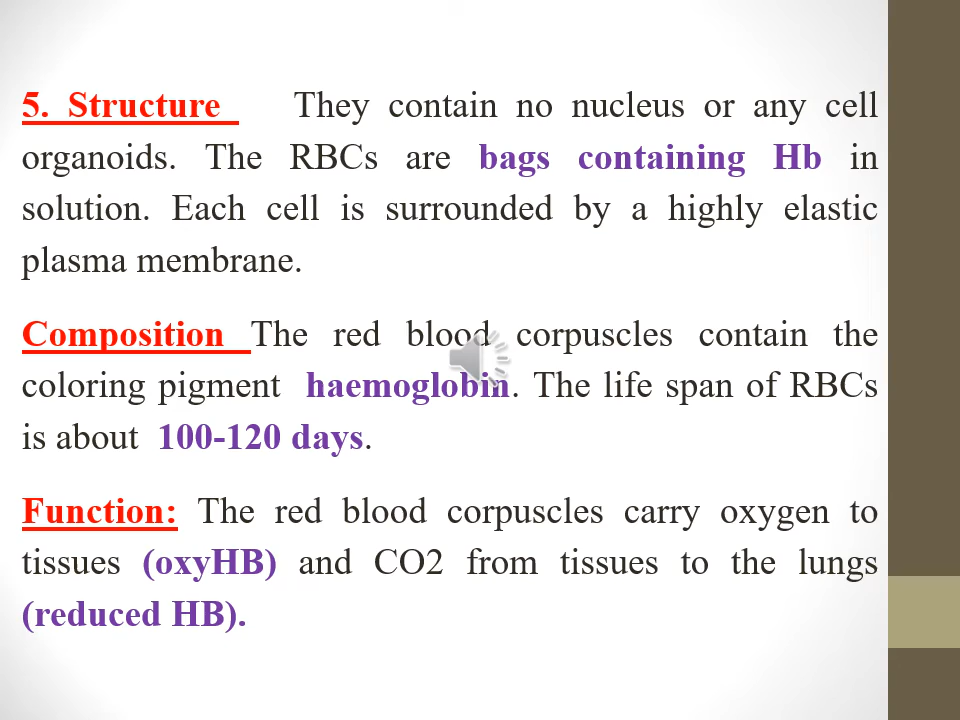 5. Structure They contain no nucleus or any cell
organoids. The RBCs are bags containing Hb in
solution. Each cell is surrounded by a highly elastic
plasma membrane.
Composition The red blood corpuscles contain the
coloring pigment haemoglobin. The life span of RBCs
is about 100-120 days.
Function: The red blood corpuscles carry oxygen to
tissues (oxyHB) and CO2 from tissues to the lungs
(reduced HB).